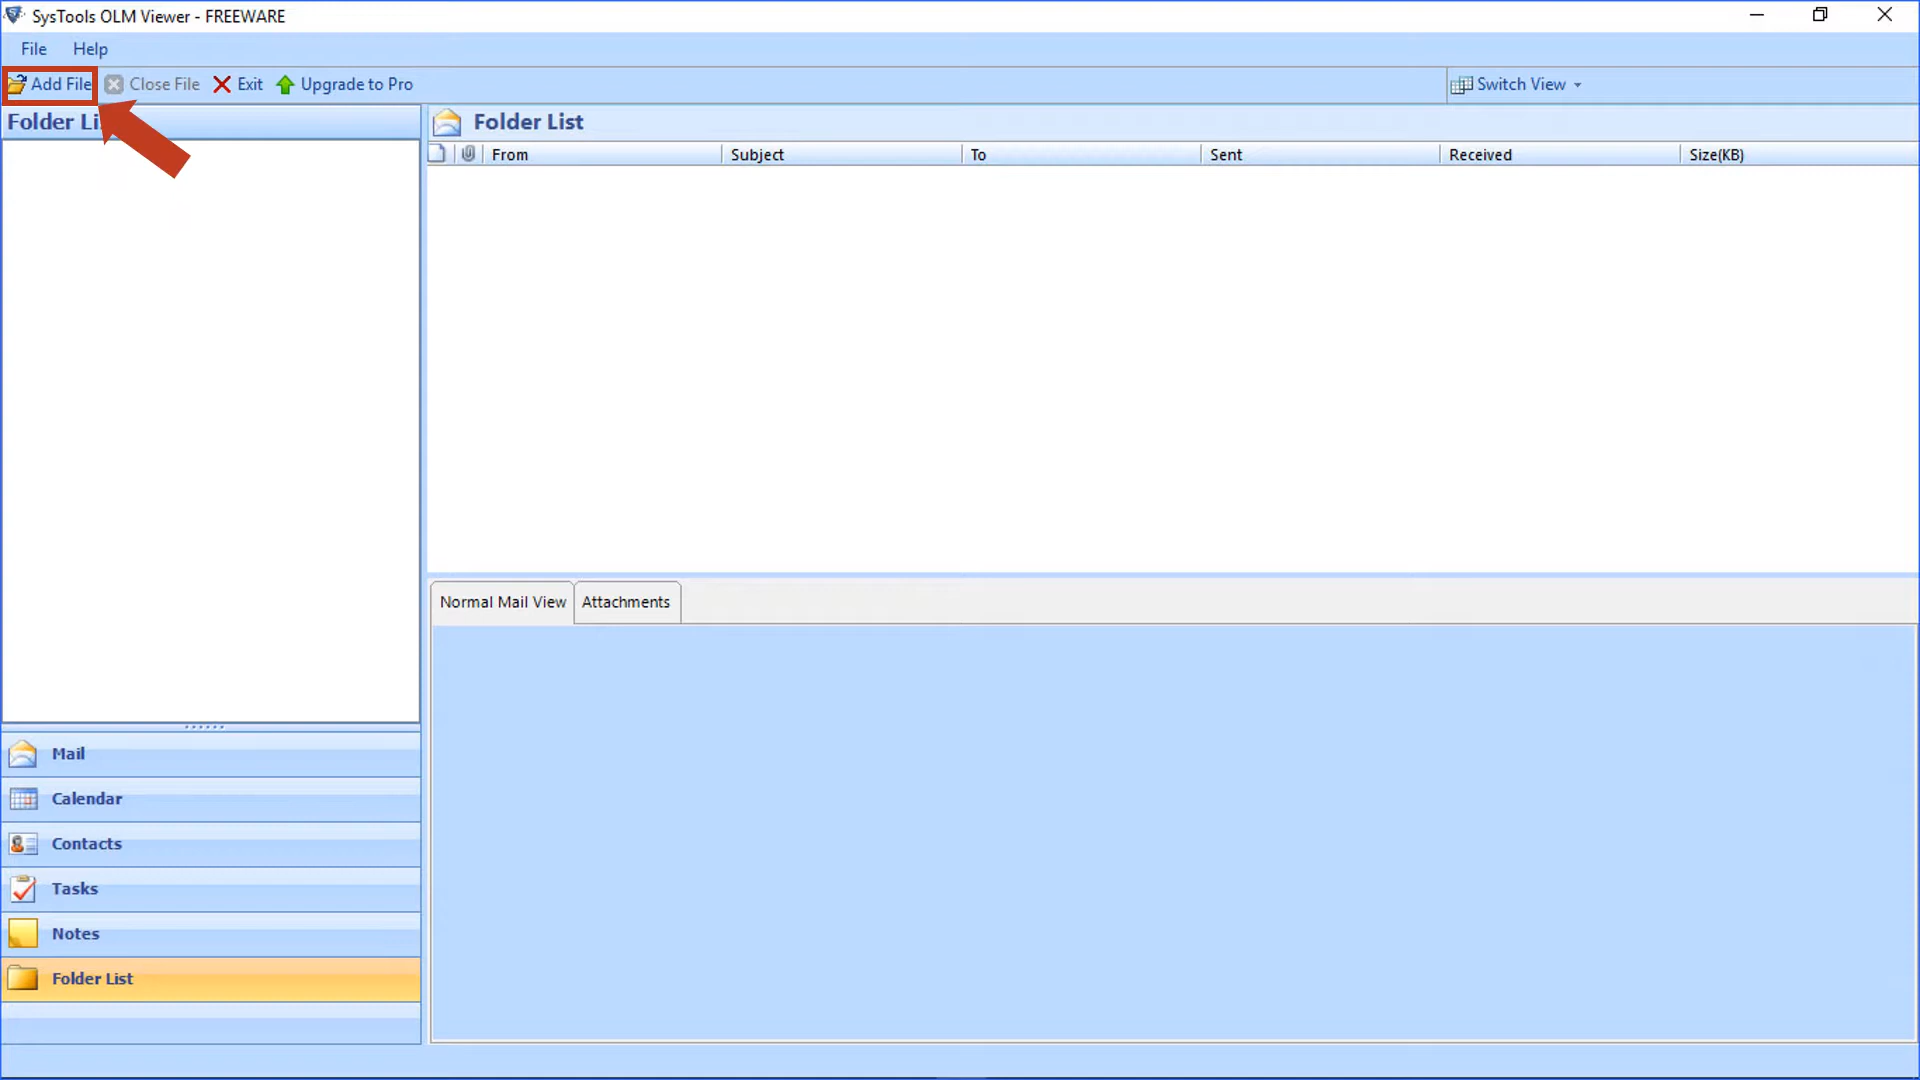 SysTools OLM Viewer - FREEWARE
File Help
Add File Close File Exit Upgrade to Pro Switch View
Folder Li
Folder List
From Subject To Sent Received Size(KB)
Normal Mail View Attachments
Mail
Calendar
Contacts
Tasks
Notes
Folder List